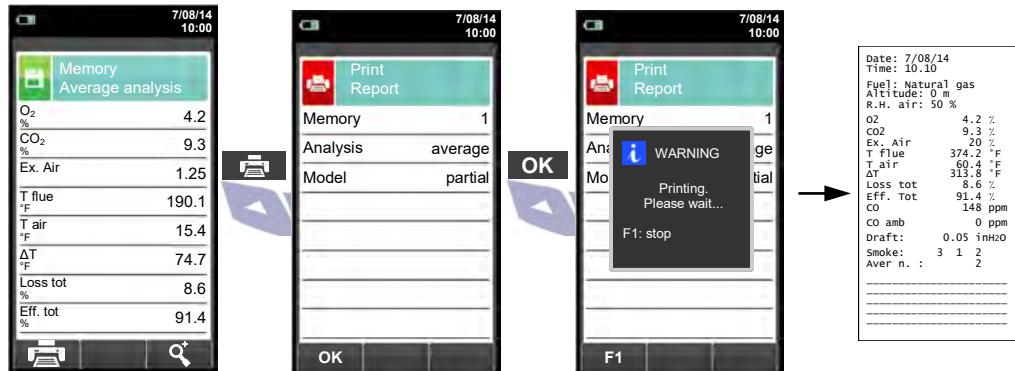 7/08/14
10:00
Memory
Average analysis
O2
% 4.2
CO2
% 9.3
Ex. Air 1.25
T flue
°F 190.1
T air
°F 15.4
ΔT
°F 74.7
Loss tot
% 8.6
Eff. tot
% 91.4
7/08/14
10:00
Print
Report
Memory 1
Analysis average
Model partial
OK
OK
7/08/14
10:00
Print
Report
Memory 1
Ana ge
Mo tial
i WARNING
Printing.
Please wait...
F1: stop
F1
Date: 7/08/14
Time: 10.10
Fuel: Natural gas
Altitude: 0 m
R.H. air: 50 %
O2 4.2 %
CO2 9.3 %
Ex. Air 20 %
T flue 374.2 °F
T air 60.4 °F
ΔT 313.8 °F
Loss tot 8.6 %
Eff. Tot 91.4 %
CO 148 ppm
CO amb 0 ppm
Draft: 0.05 inH2O
Smoke: 3 1 2
Aver n. : 2